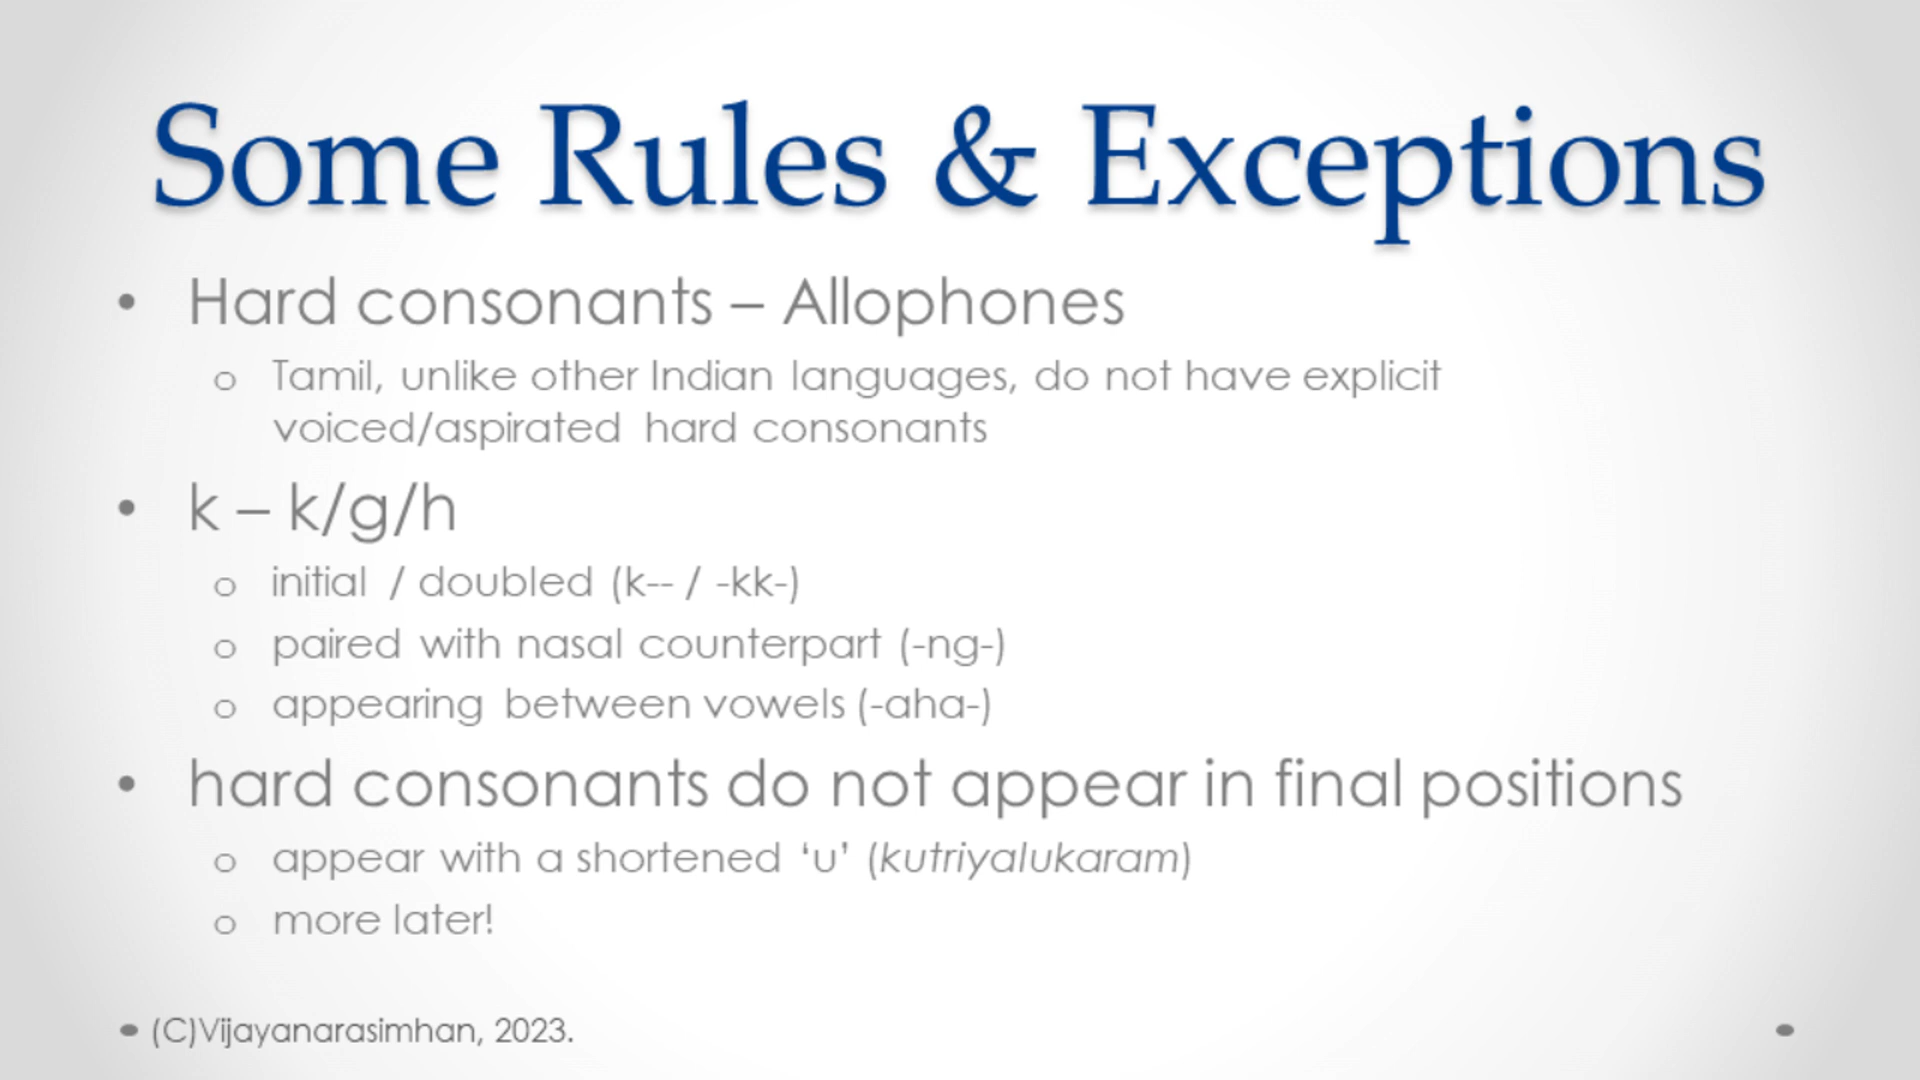 Some Rules & Exceptions
• Hard consonants – Allophones
o Tamil, unlike other Indian languages, do not have explicit
voiced/aspirated hard consonants
• k – k/g/h
o initial / doubled (k-- / -kk-)
o paired with nasal counterpart (-ng-)
o appearing between vowels (-aha-)
• hard consonants do not appear in final positions
o appear with a shortened ‘u’ (kutriyalukaram)
o more later!
• (C)Vijayanarasimhan, 2023.